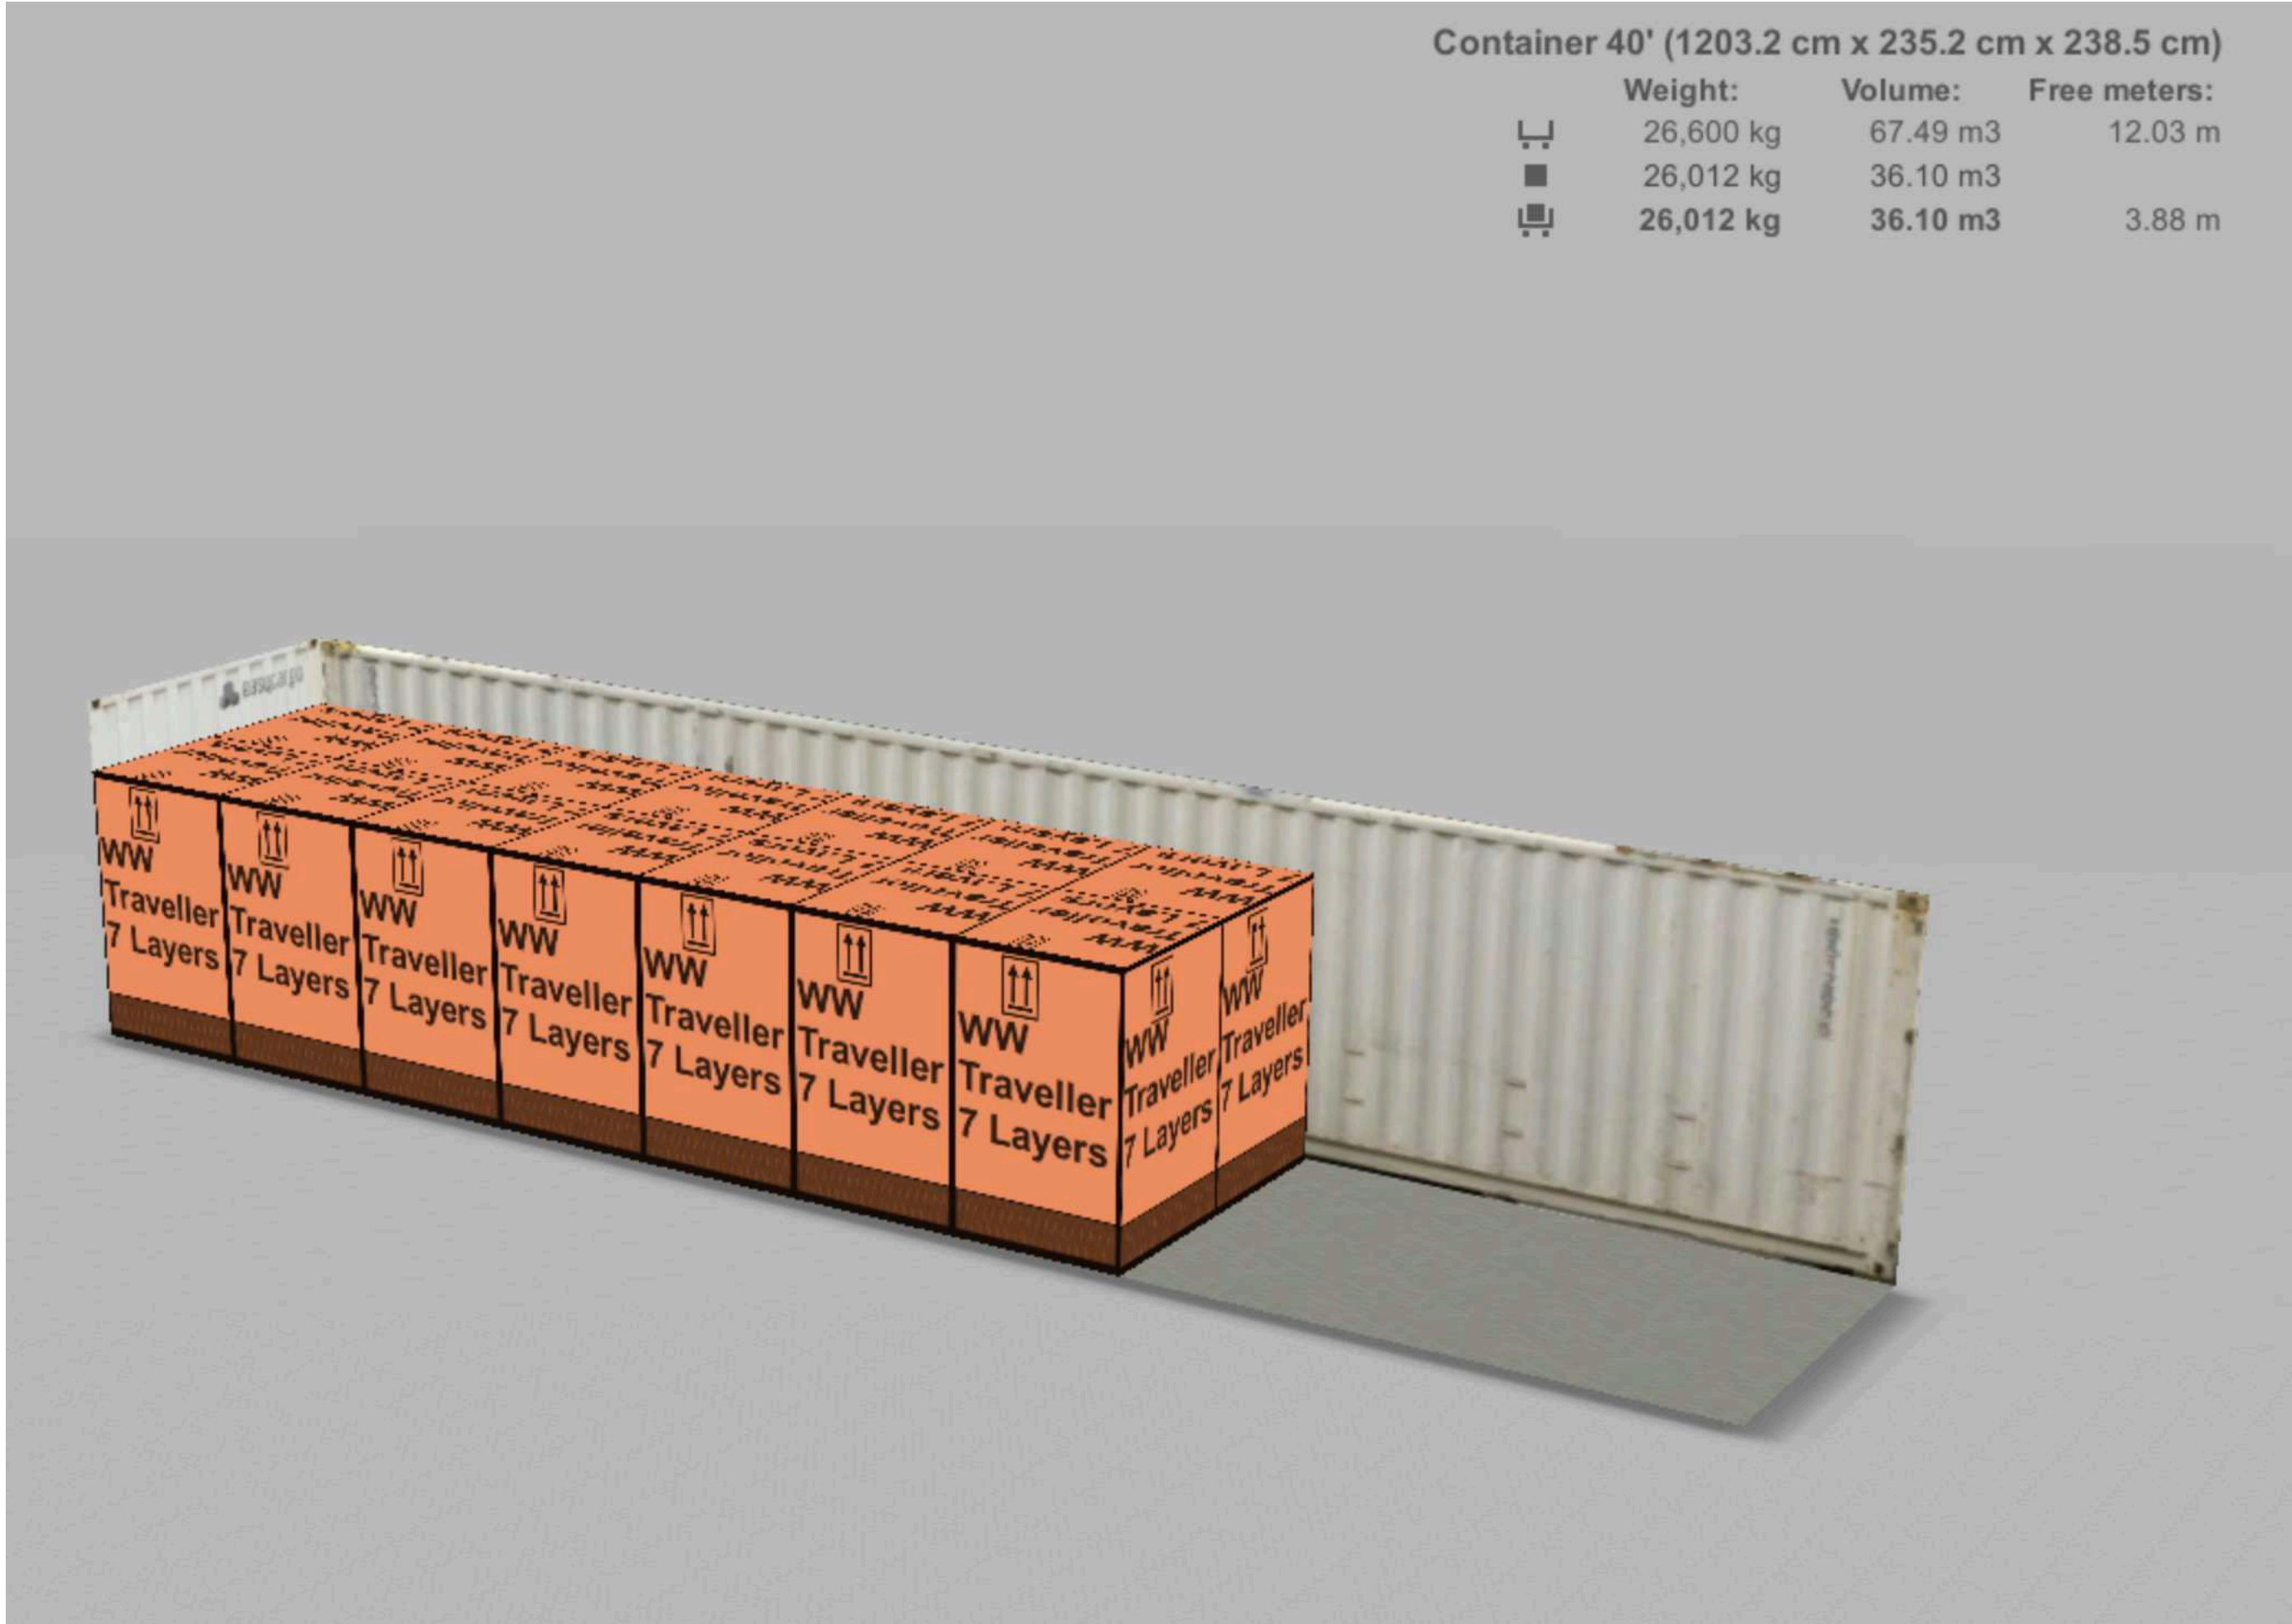 Container 40' (1203.2 cm x 235.2 cm x 238.5 cm)
Weight: Volume: Free meters:
26,600 kg 67.49 m3 12.03 m
26,012 kg 36.10 m3
26,012 kg 36.10 m3 3.88 m
easycargo
WW
Traveller
7 Layers
WW
Traveller
7 Layers
WW
Traveller
7 Layers
WW
Traveller
7 Layers
WW
Traveller
7 Layers
WW
Traveller
7 Layers
WW
Traveller
7 Layers
WW
Traveller
7 Layers
WW
Traveller
7 Layers